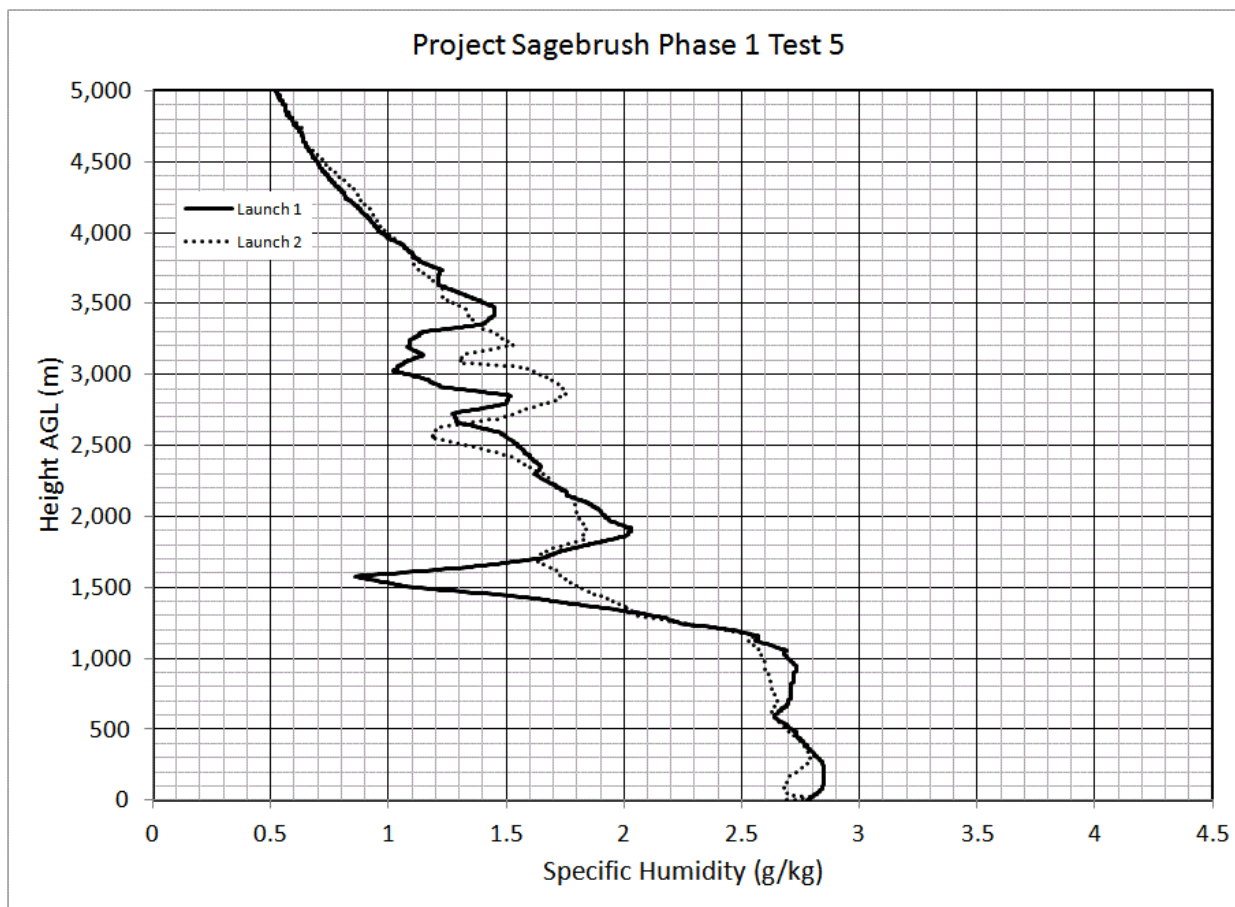 Project Sagebrush Phase 1 Test 5
5,000
4,500
4,000
3,500
3,000
2,500
2,000
1,500
1,000
500
0
Height AGL (m)
Launch 1
Launch 2
0 0.5 1 1.5 2 2.5 3 3.5 4 4.5
Specific Humidity (g/kg)